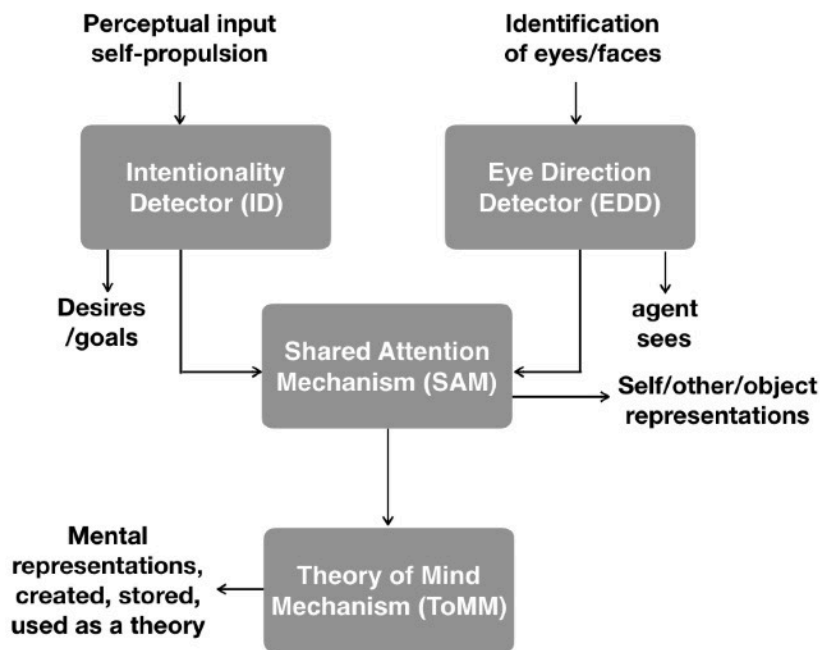 Perceptual input
self-propulsion
Identification
of eyes/faces
Intentionality
Detector (ID)
Eye Direction
Detector (EDD)
Desires
/goals
agent
sees
Shared Attention
Mechanism (SAM)
Self/other/object
representations
Mental
representations,
created, stored,
used as a theory
Theory of Mind
Mechanism (ToMM)